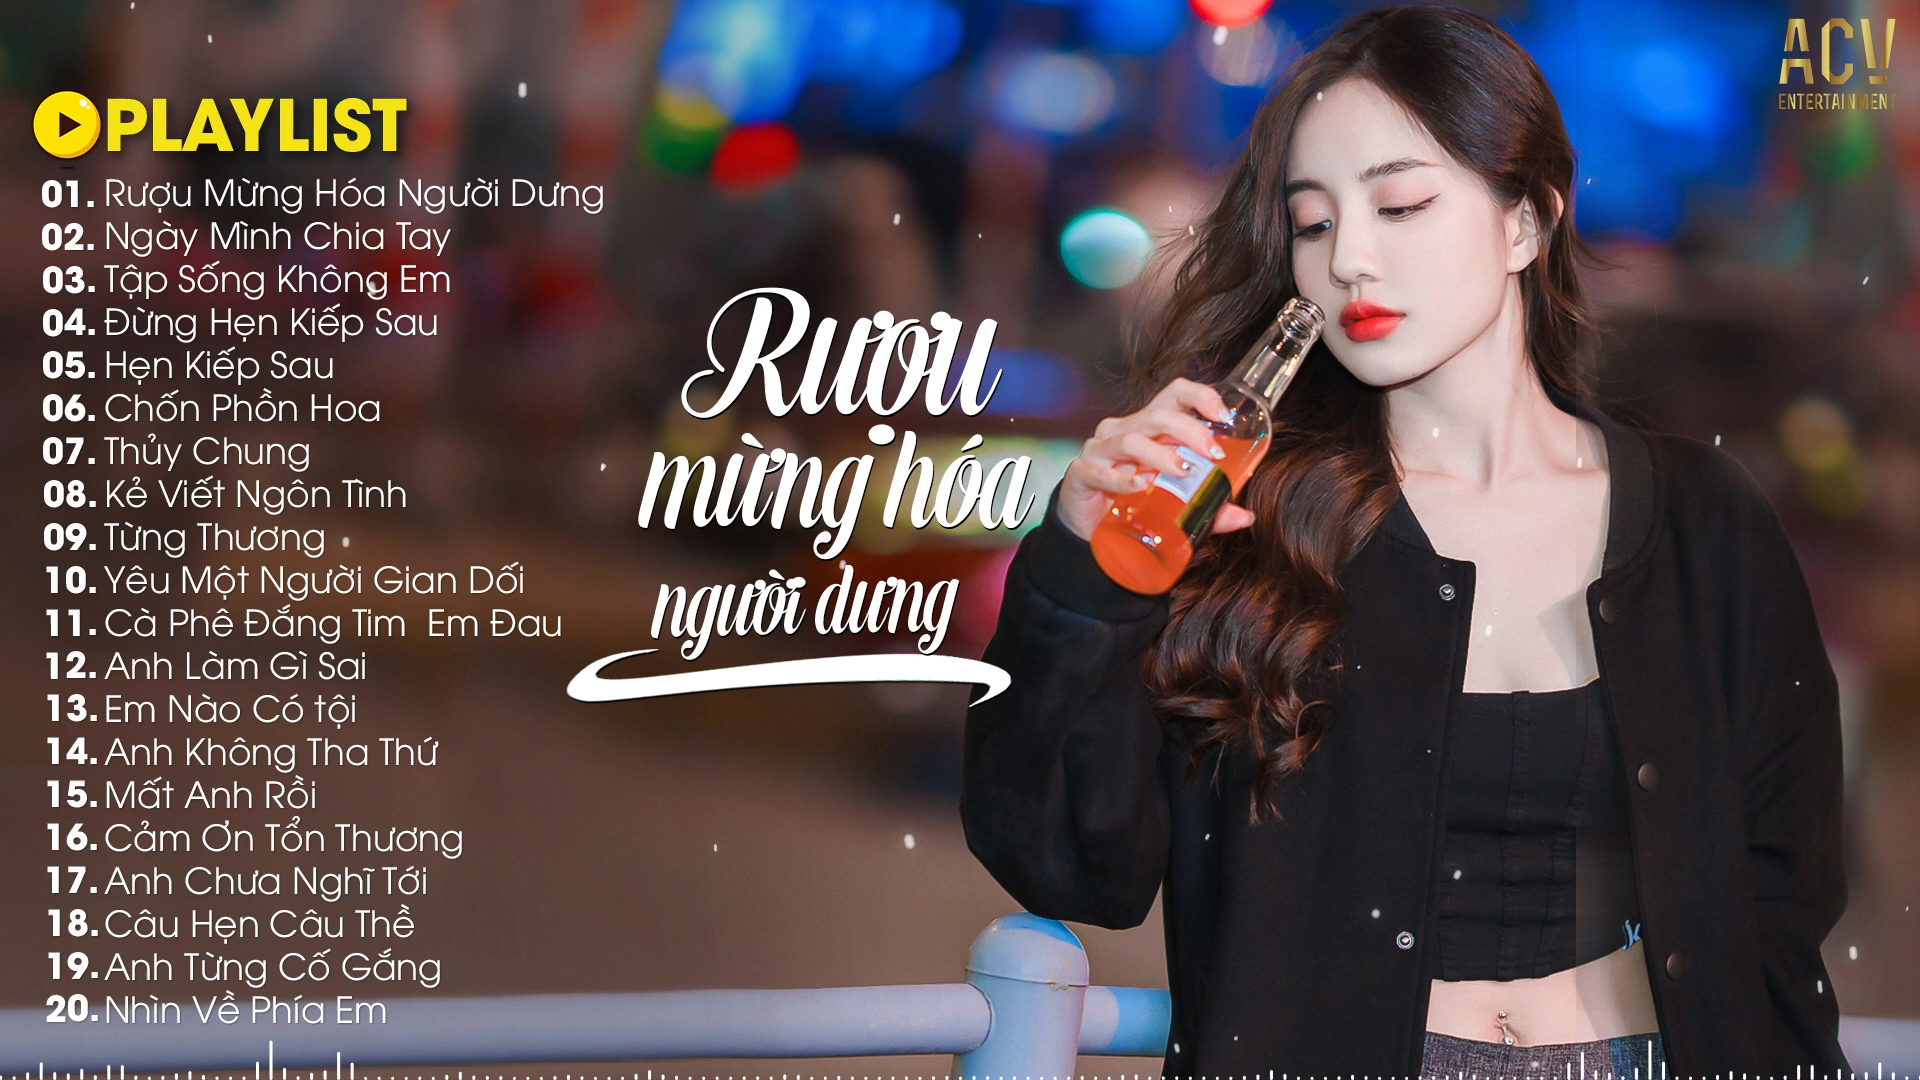 PLAYLIST
01. Rượu Mừng Hóa Người Dưng
02. Ngày Mình Chia Tay
03. Tập Sống Không Em
04. Đừng Hẹn Kiếp Sau
05. Hẹn Kiếp Sau
06. Chốn Phồn Hoa
07. Thủy Chung
08. Kẻ Viết Ngôn Tình
09. Từng Thương
10. Yêu Một Người Gian Dối
11. Cà Phê Đắng Tim Em Đau
12. Anh Làm Gì Sai
13. Em Nào Có tội
14. Anh Không Tha Thứ
15. Mất Anh Rồi
16. Cảm Ơn Tổn Thương
17. Anh Chưa Nghĩ Tới
18. Câu Hẹn Câu Thề
19. Anh Từng Cố Gắng
20. Nhìn Về Phía Em
Rượu
mừng hóa
người dưng
ACV
ENTERTAINMENT